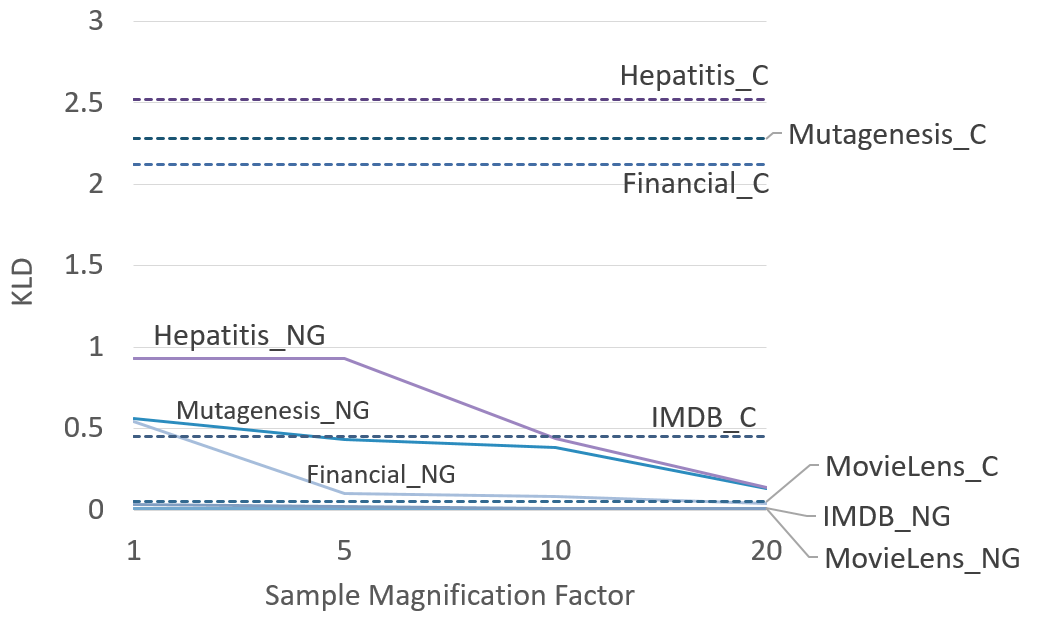 3
Hepatitis_C
2.5
Mutagenesis_C
Financial_C
2
1.5
KLD
Hepatitis_NG
1
Mutagenesis_NG
IMDB_C
0.5
Financial_NG
MovieLens_C
0
IMDB_NG
MovieLens_NG
1 5 10 20
Sample Magnification Factor